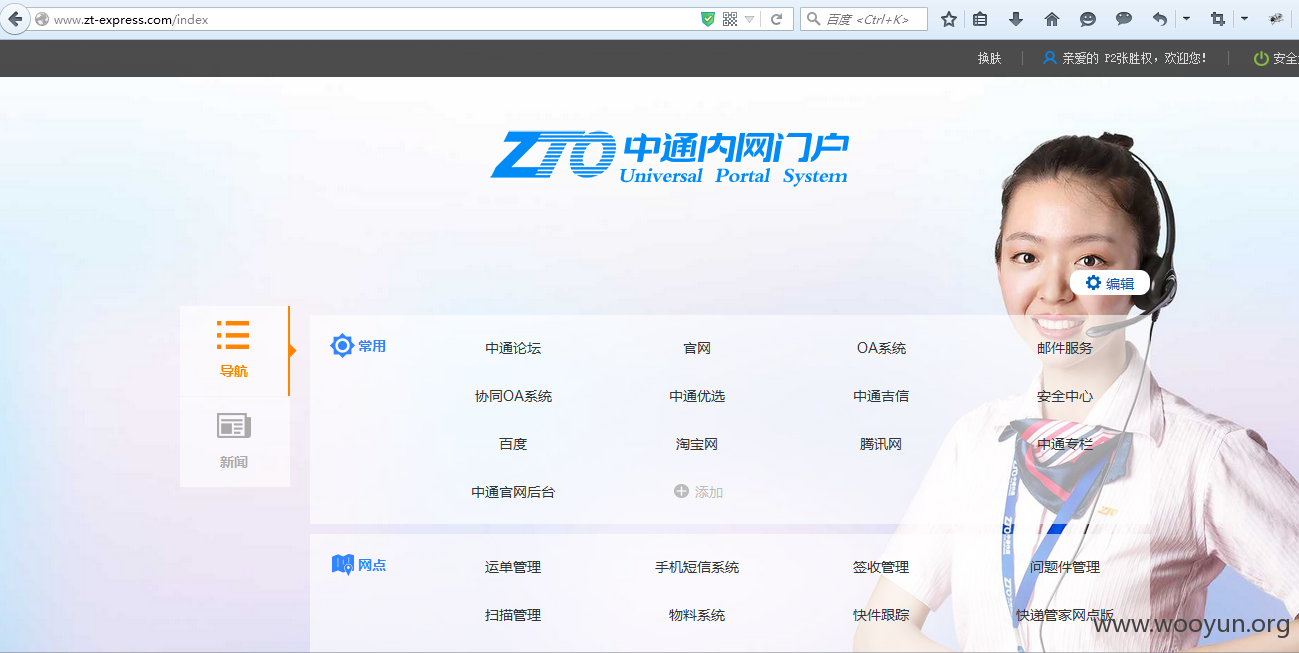 www.zt-express.com/index
百度 <Ctrl+K>
换肤 亲爱的 P2张胜权，欢迎您！ 安全
ZTO 中通内网门户
Universal Portal System
编辑
导航
新闻
常用
中通论坛 官网 OA系统 邮件服务
协同OA系统 中通优选 中通吉信 安全中心
百度 淘宝网 腾讯网 中通专栏
中通官网后台 添加
网点
运单管理 手机短信系统 签收管理 问题件管理
扫描管理 物料系统 快件跟踪 快递管家网点版
www.wooyun.org